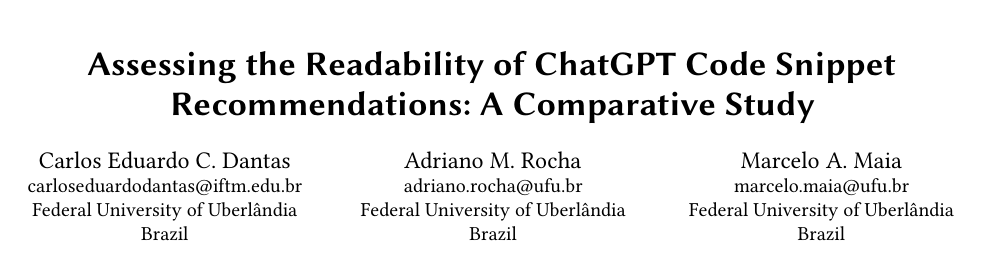 Assessing the Readability of ChatGPT Code Snippet
Recommendations: A Comparative Study
Carlos Eduardo C. Dantas
carloseduardodantas@iftm.edu.br
Federal University of Uberlândia
Brazil
Adriano M. Rocha
adriano.rocha@ufu.br
Federal University of Uberlândia
Brazil
Marcelo A. Maia
marcelo.maia@ufu.br
Federal University of Uberlândia
Brazil